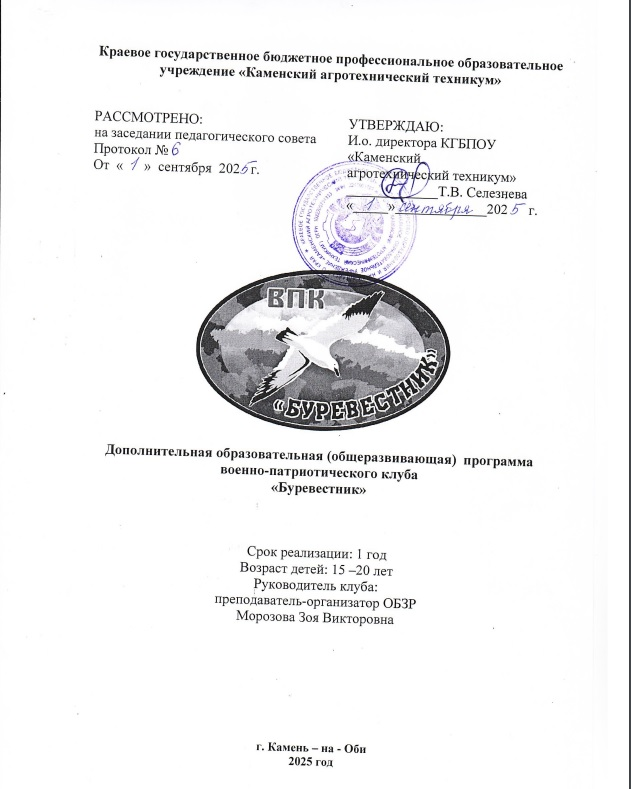 Краевое государственное бюджетное профессиональное образовательное
учреждение «Каменский агротехнический техникум»
РАССМОТРЕНО:
на заседании педагогического совета
Протокол № 6
От « 1 » сентября 2025 г.
УТВЕРЖДАЮ:
И.о. директора КГБПОУ
«Каменский
агротехнический техникум»
Т.В. Селезнева
« 1 » сентября 2025 г.
ВПК
«БУРЕВЕСТНИК»
Дополнительная образовательная (общеразвивающая) программа
военно-патриотического клуба
«Буревестник»
Срок реализации: 1 год
Возраст детей: 15 –20 лет
Руководитель клуба:
преподаватель-организатор ОБЗР
Морозова Зоя Викторовна
г. Камень – на - Оби
2025 год